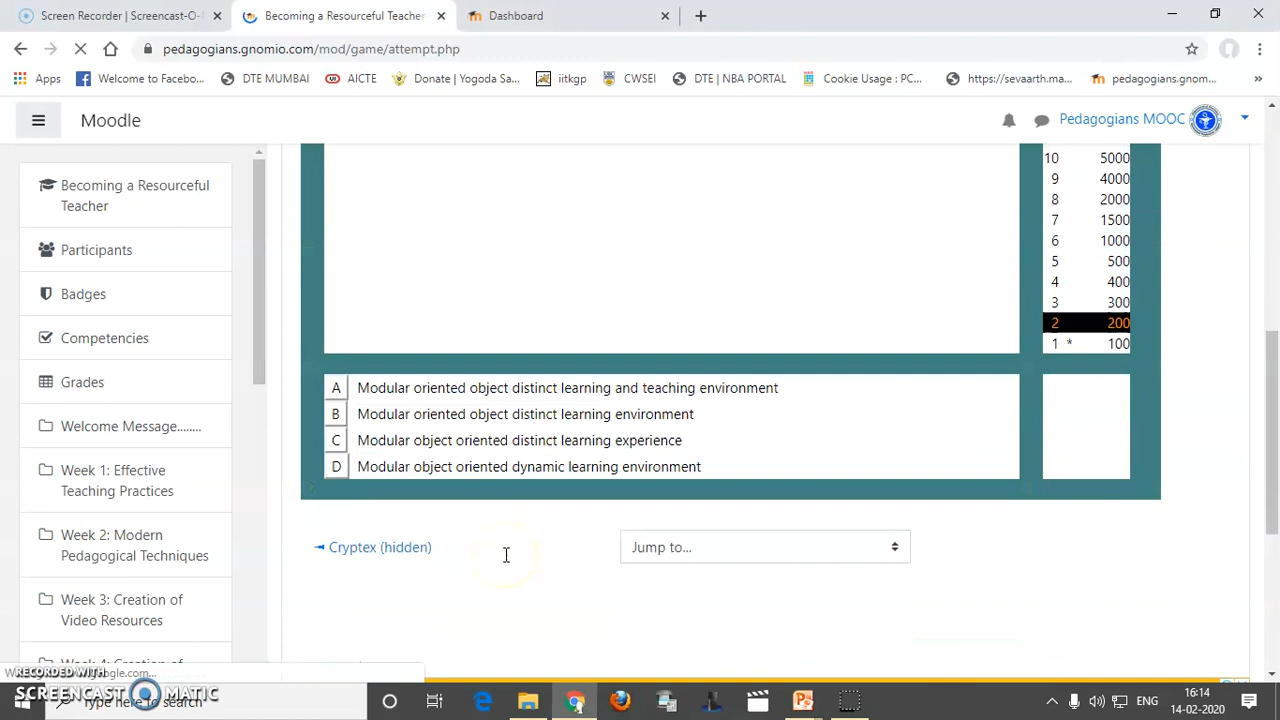 Screen Recorder | Screencast-O-
Becoming a Resourceful Teacher
Dashboard
pedagogians.gnomio.com/mod/game/attempt.php
Apps
Welcome to Facebo...
DTE MUMBAI
AICTE
Donate | Yogoda Sa...
iitkgp
CWSEI
DTE | NBA PORTAL
Cookie Usage : PC...
https://sevaarth.ma...
pedagogians.gnom...
»
Moodle
Pedagogians MOOC
Becoming a Resourceful
Teacher
Participants
Badges
Competencies
Grades
Welcome Message........
Week 1: Effective
Teaching Practices
Week 2: Modern
Pedagogical Techniques
Week 3: Creation of
Video Resources
Week 4: Creation of
10 5000
9 4000
8 2000
7 1500
6 1000
5 500
4 400
3 300
2 200
1 * 100
A Modular oriented object distinct learning and teaching environment
B Modular oriented object distinct learning environment
C Modular object oriented distinct learning experience
D Modular object oriented dynamic learning environment
Cryptex (hidden)
Jump to...
RECORDED WITH
SCREENCAST MATIC
Type here to search
ENG
16:14
14-02-2020